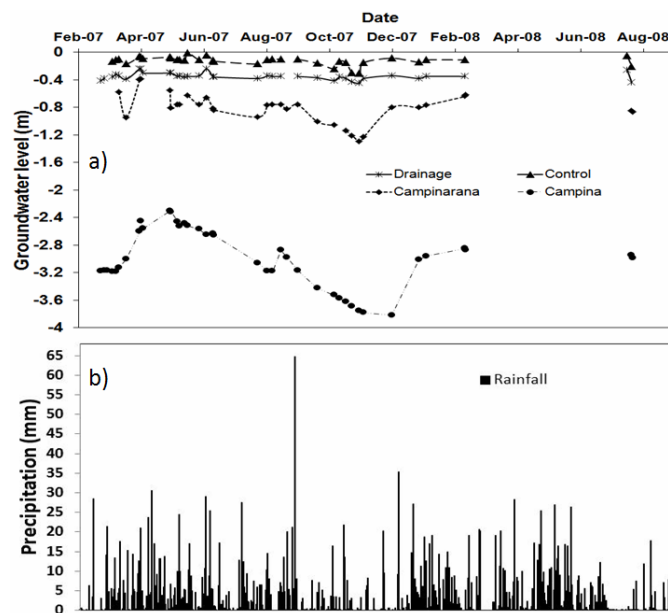 Date
Feb-07 Apr-07 Jun-07 Aug-07 Oct-07 Dec-07 Feb-08 Apr-08 Jun-08 Aug-08
0
-0.4
-0.8
-1.2
-1.6
-2
-2.4
-2.8
-3.2
-3.6
-4
Groundwater level (m)
a)
Drainage Control
Campinarana Campina
b)
Rainfall
65
60
55
50
45
40
35
30
25
20
15
10
5
0
Precipitation (mm)